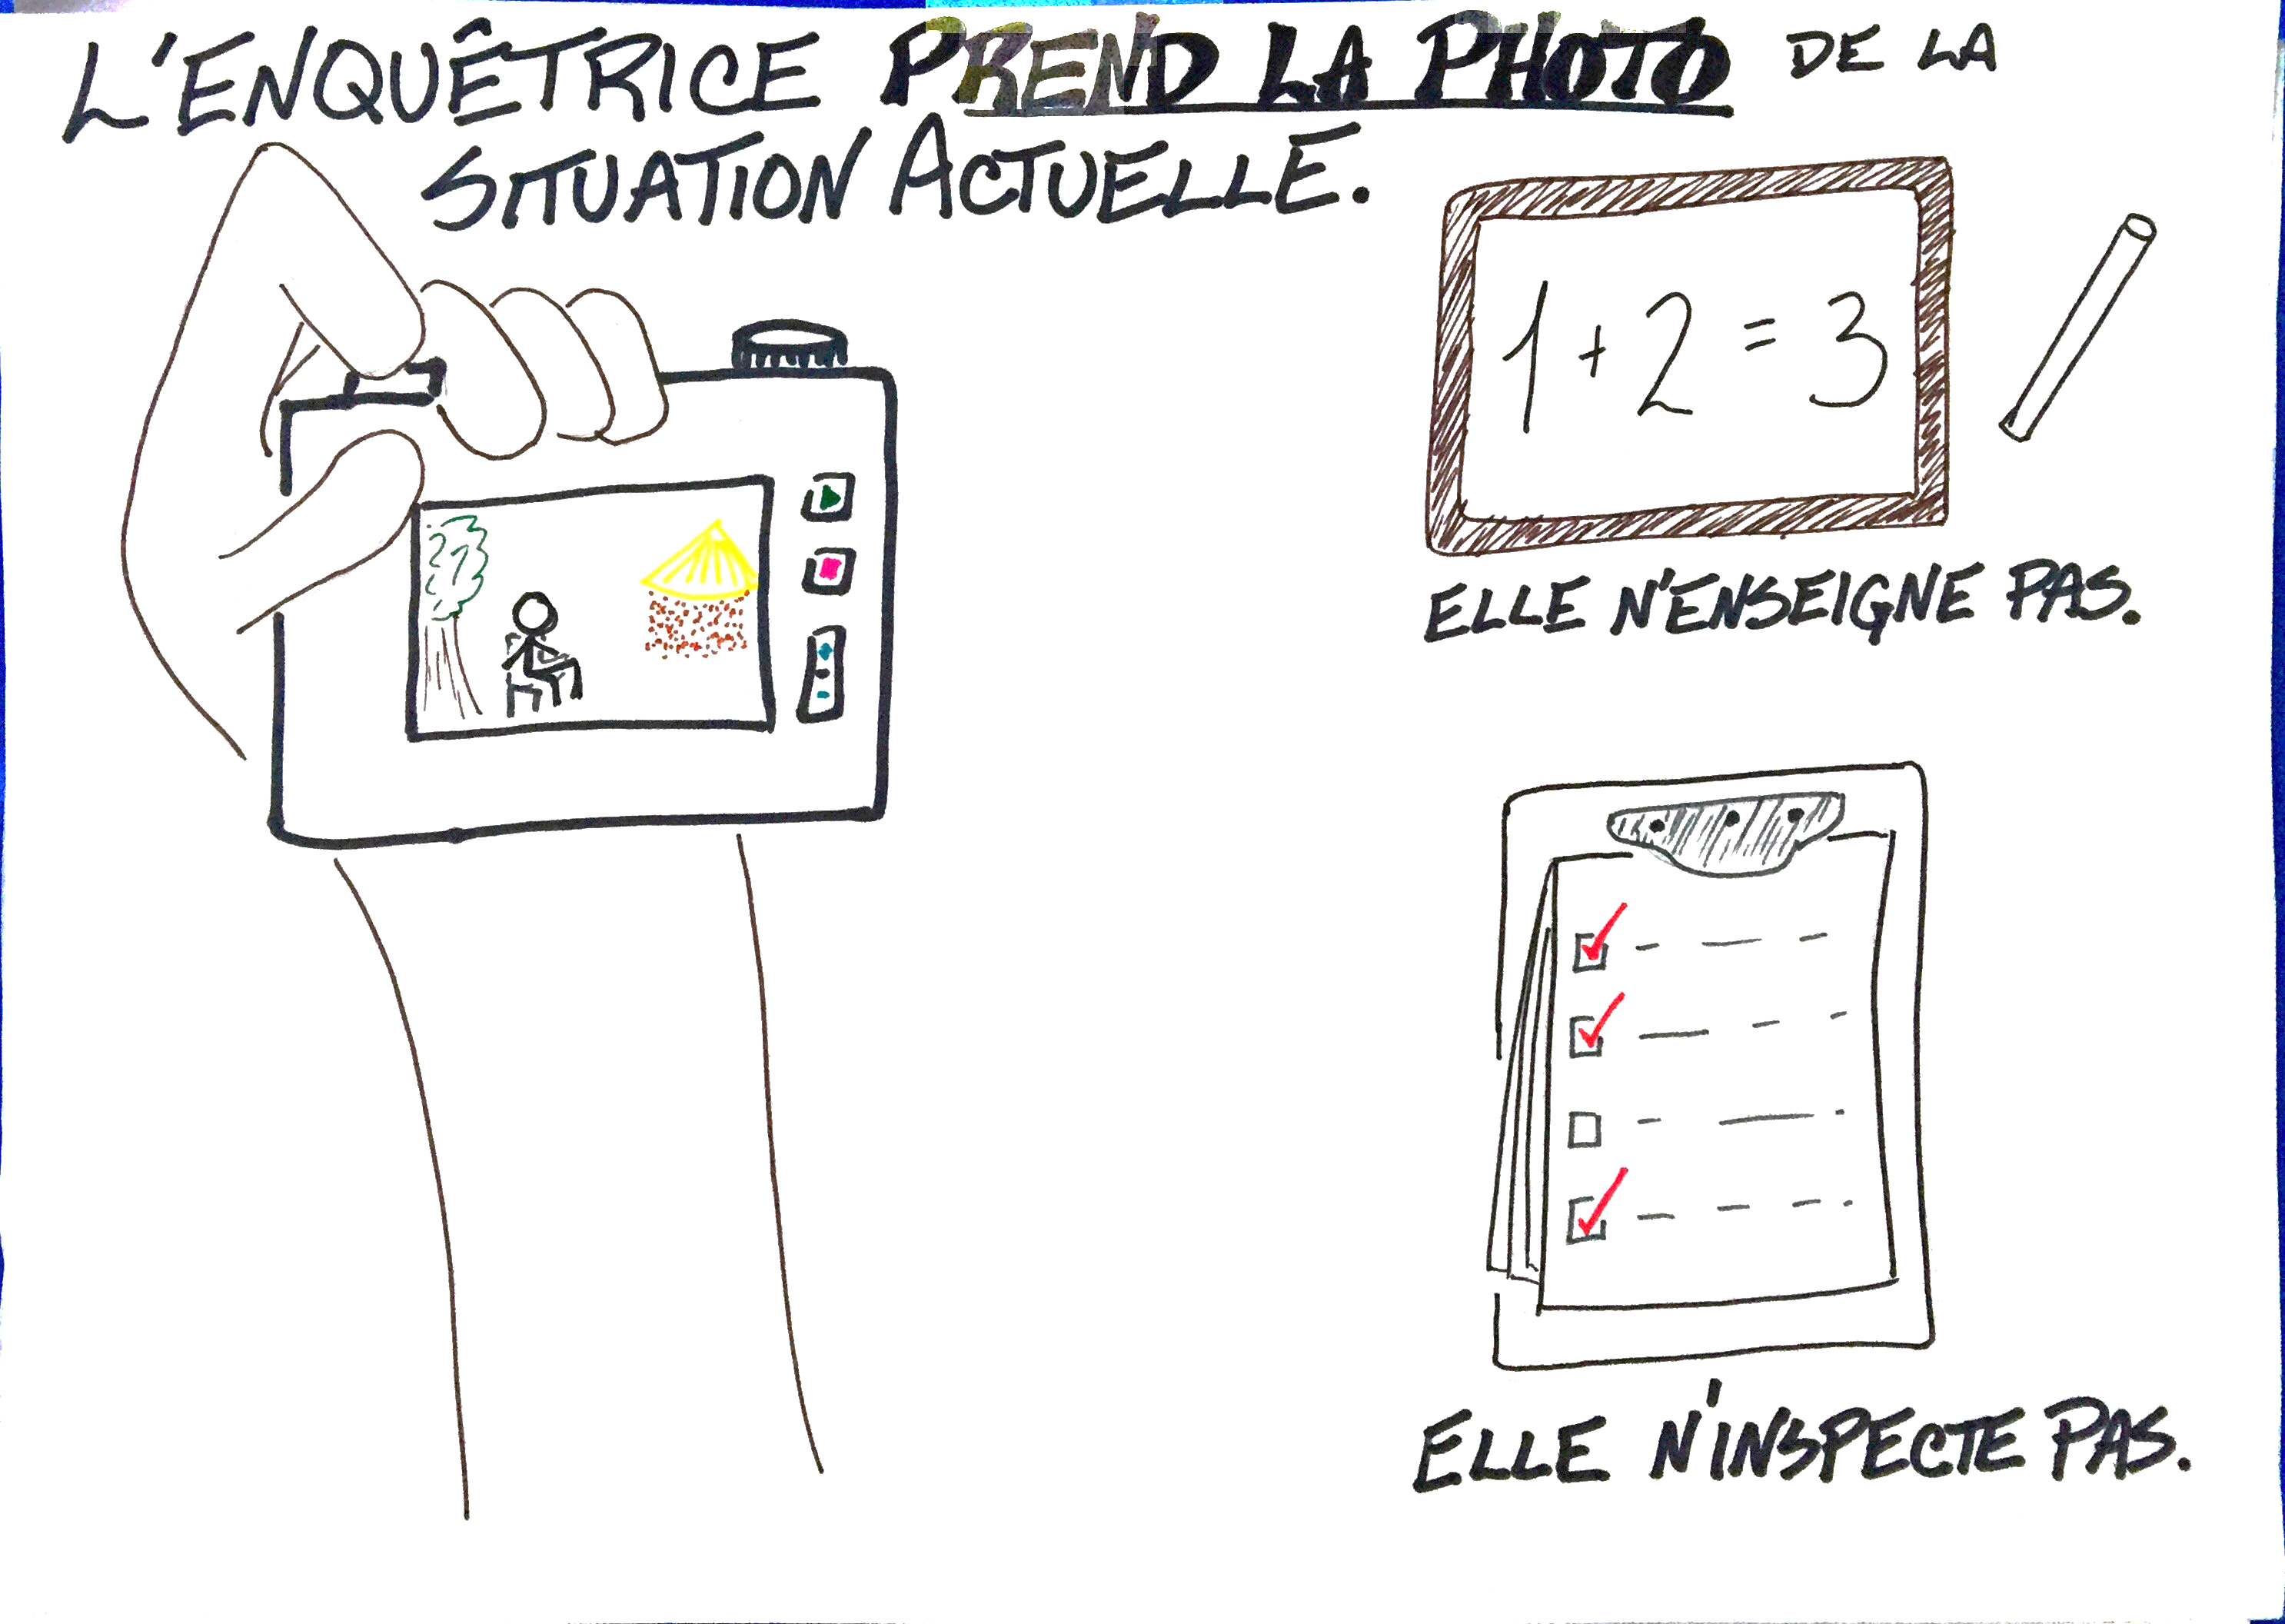 L'ENQUÊTRICE PREND LA PHOTO DE LA
SITUATION ACTUELLE.
1 + 2 = 3
ELLE N'ENSEIGNE PAS.
ELLE N'INSPECTE PAS.